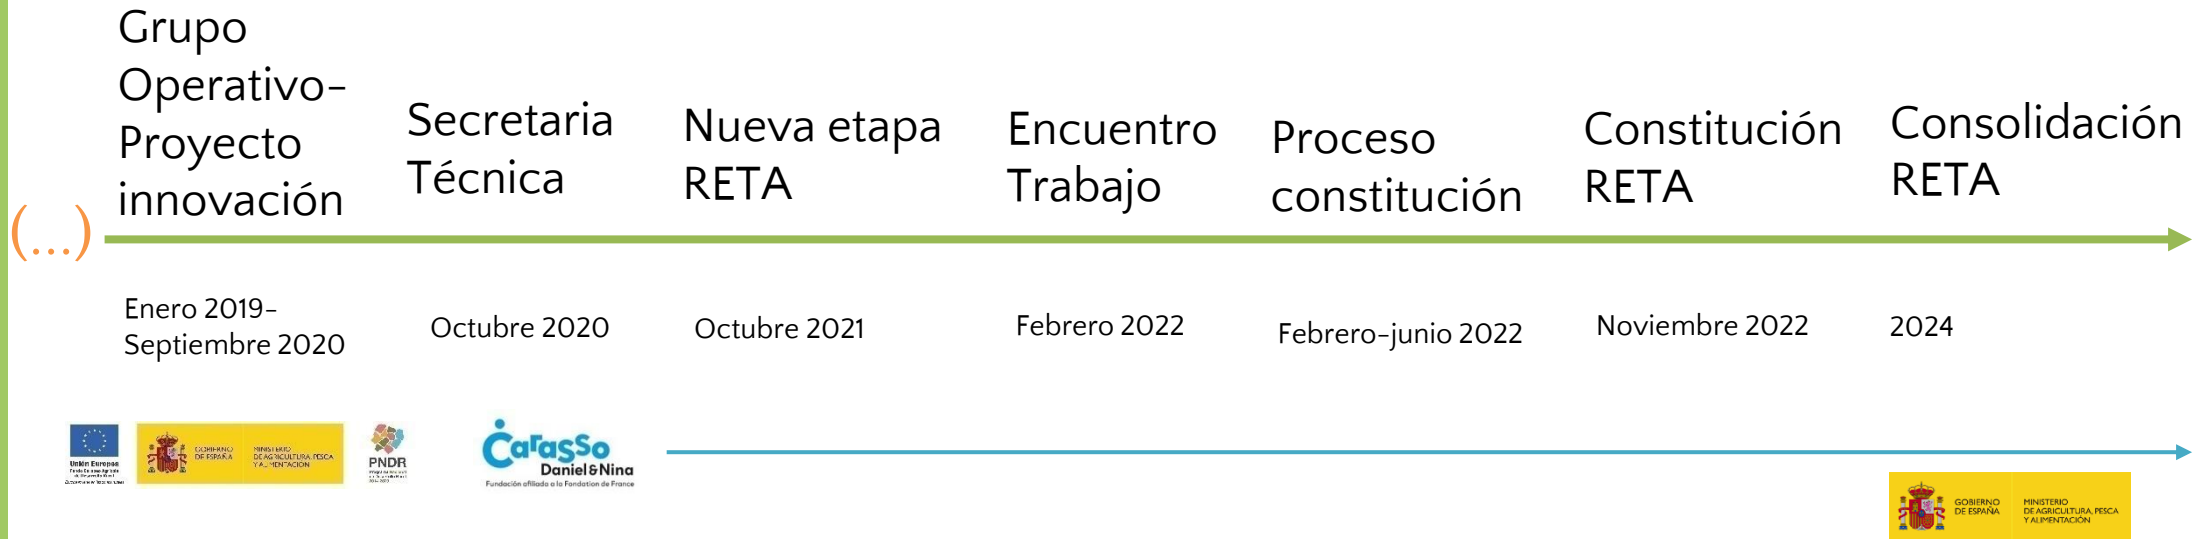 Grupo
Operativo-
Proyecto
innovación
Secretaria
Técnica
Nueva etapa
RETA
Encuentro
Trabajo
Proceso
constitución
Constitución
RETA
Consolidación
RETA
(...)
Enero 2019-
Septiembre 2020
Octubre 2020
Octubre 2021
Febrero 2022
Febrero-junio 2022
Noviembre 2022
2024
Unión Europea
GOBIERNO
DE ESPAÑA
MINISTERIO
DE AGRICULTURA, PESCA
Y ALIMENTACIÓN
PNDR
Carasso
Daniel & Nina
Fundación afiliada a la Fondation de France
GOBIERNO
DE ESPAÑA
MINISTERIO
DE AGRICULTURA, PESCA
Y ALIMENTACIÓN